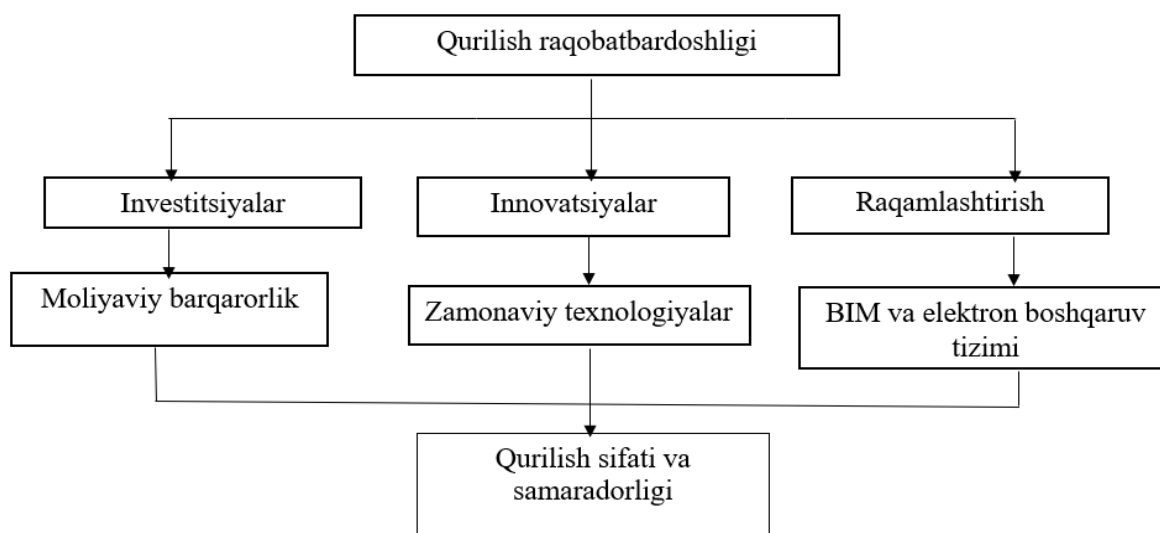 Qurilish raqobatbardoshligi
Investitsiyalar
Innovatsiyalar
Raqamlashtirish
Moliyaviy barqarorlik
Zamonaviy texnologiyalar
BIM va elektron boshqaruv
tizimi
Qurilish sifati va
samaradorligi